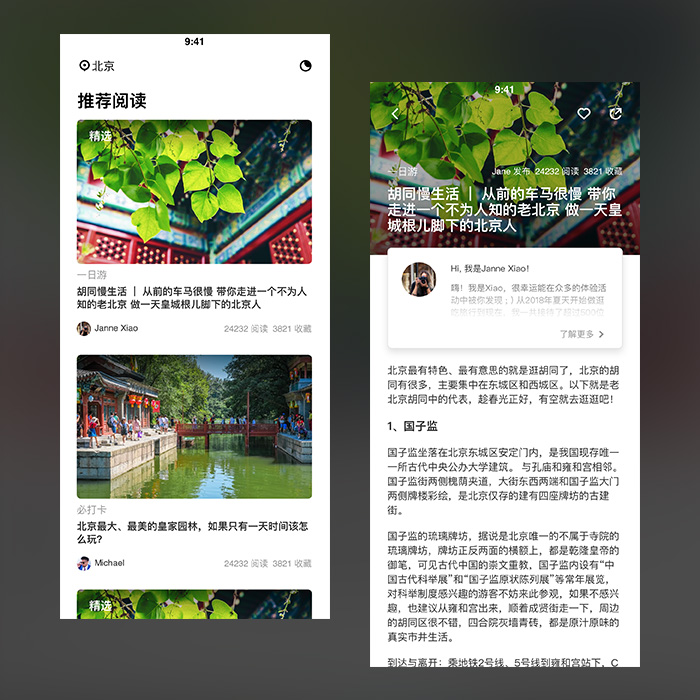 9:41
北京
推荐阅读
精选
一日游
胡同慢生活 | 从前的车马很慢 带你走进一个不为人
知的老北京 做一天皇城根儿脚下的北京人
Janne Xiao
24232 阅读 3821 收藏
必打卡
北京最大、最美的皇家园林，如果只有一天时间该怎
么玩？
Michael
24232 阅读 3821 收藏
精选
9:41
一日游
Jane 发布 24232 阅读 3821 收藏
胡同慢生活 | 从前的车马很慢 带你
走进一个不为人知的老北京 做一天皇
城根儿脚下的北京人
Hi, 我是Janne Xiao!
嗨！我是Xiao，很幸运能在众多的体验活
动中被你发现；) 从2018年夏天开始做逛
吃旅行到现在，我一共接待了超过500位
了解更多
北京最有特色、最有意思的就是逛胡同了，北京的胡
同有很多，主要集中在东城区和西城区。以下就是老
北京胡同中的代表，趁春光正好，有空就去逛逛吧！
1、国子监
国子监坐落在北京东城区安定门内，是我国现存唯一
一所古代中央公办大学建筑。与孔庙和雍和宫相邻。
国子监街两侧槐荫夹道，大街东西两端和国子监大门
两侧牌楼彩绘，是北京仅存的建有四座牌坊的古建
街。
国子监的琉璃牌坊，据说是北京唯一的不属于寺院的
琉璃牌坊，牌坊正反两面的横额上，都是乾隆皇帝的
御笔，可见古代中国的崇文重教，国子监内设有“中
国古代科举展”和“国子监原状陈列展”等常年展览，
对科举制度感兴趣的游客不妨来此参观，如果不感兴
趣，也建议从雍和宫出来，顺着成贤街走一下，周边
的胡同区很不错，四合院灰墙青砖，都是原汁原味的
真实市井生活。
到达与离开：乘地铁2号线、5号线到雍和宫站下，C